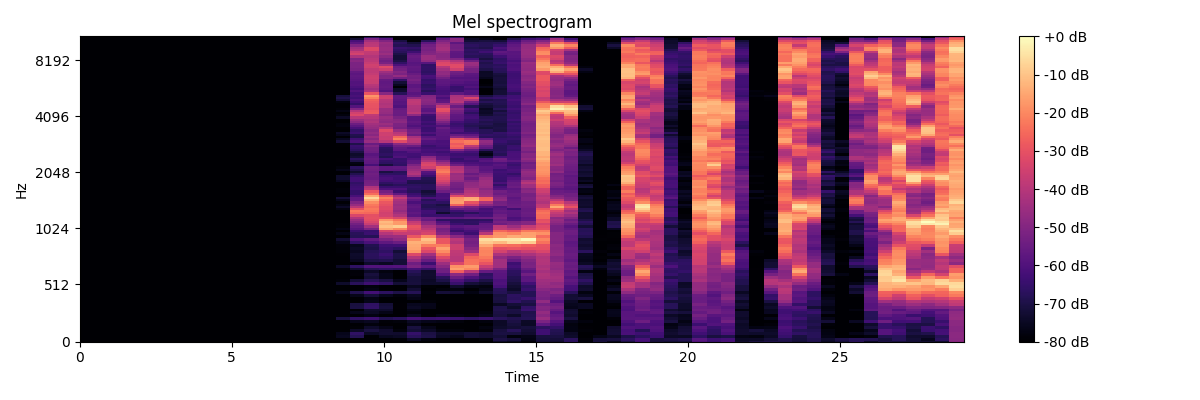 Mel spectrogram
8192
4096
2048
1024
512
0
Hz
0 5 10 15 20 25
Time
+0 dB
-10 dB
-20 dB
-30 dB
-40 dB
-50 dB
-60 dB
-70 dB
-80 dB